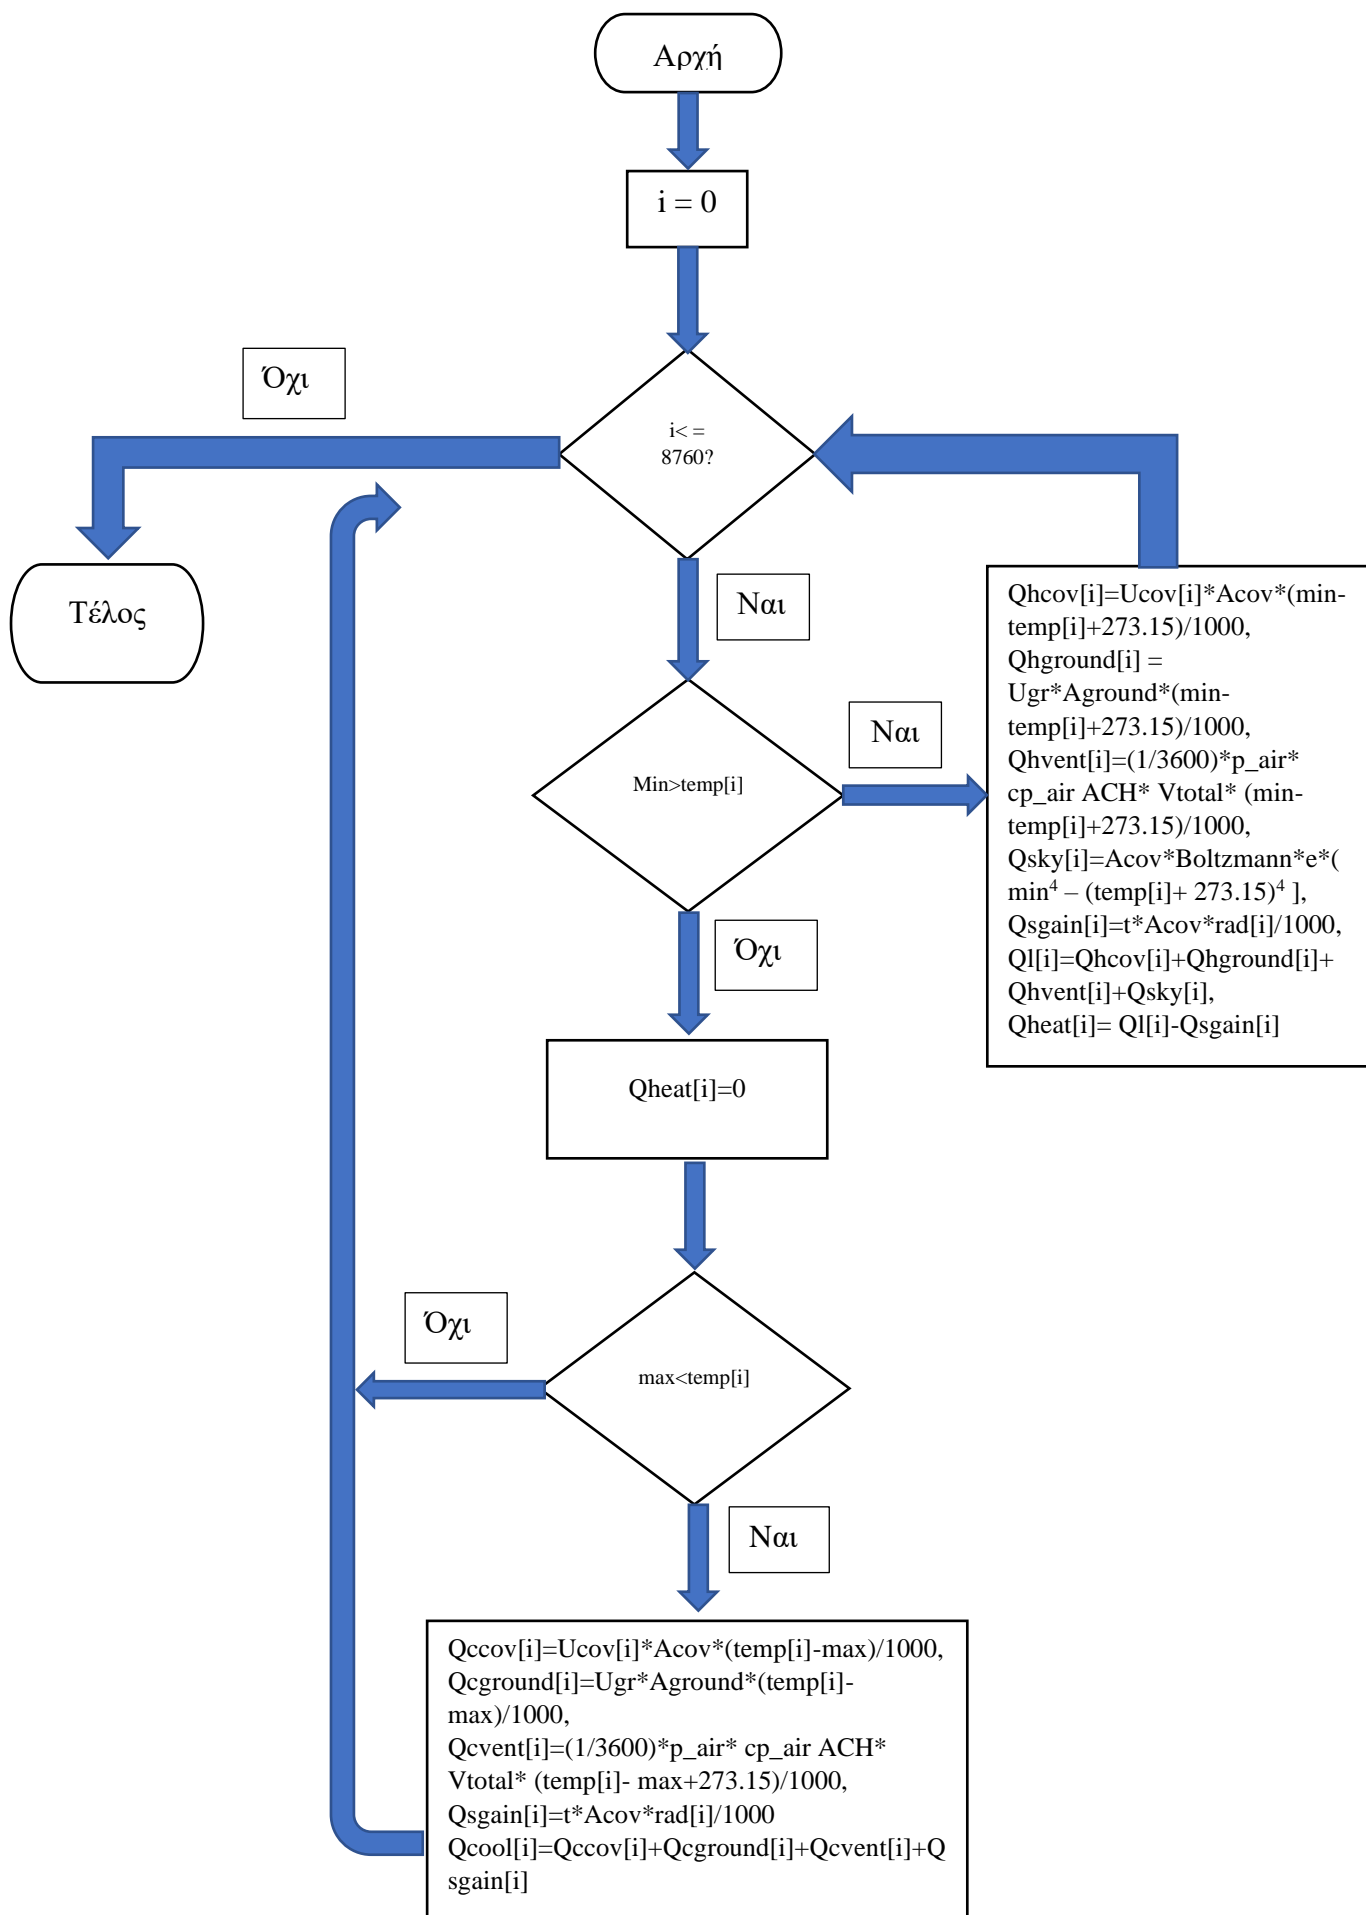 Αρχή
i = 0
Όχι
i< =
8760?
Τέλος
Ναι
Min>temp[i]
Ναι
Qhcov[i]=Ucov[i]*Acov*(min-
temp[i]+273.15)/1000,
Qhground[i] =
Ugr*Aground*(min-
temp[i]+273.15)/1000,
Qhvent[i]=(1/3600)*p_air*
cp_air ACH* Vtotal* (min-
temp[i]+273.15)/1000,
Qsky[i]=Acov*Boltzmann*e*(
min⁴ – (temp[i]+ 273.15)⁴ ],
Qsgain[i]=t*Acov*rad[i]/1000,
Ql[i]=Qhcov[i]+Qhground[i]+
Qhvent[i]+Qsky[i],
Qheat[i]= Ql[i]-Qsgain[i]
Όχι
Qheat[i]=0
Όχι
max<temp[i]
Ναι
Qccov[i]=Ucov[i]*Acov*(temp[i]-max)/1000,
Qcground[i]=Ugr*Aground*(temp[i]-
max)/1000,
Qcvent[i]=(1/3600)*p_air* cp_air ACH*
Vtotal* (temp[i]- max+273.15)/1000,
Qsgain[i]=t*Acov*rad[i]/1000
Qcool[i]=Qccov[i]+Qcground[i]+Qcvent[i]+Q
sgain[i]